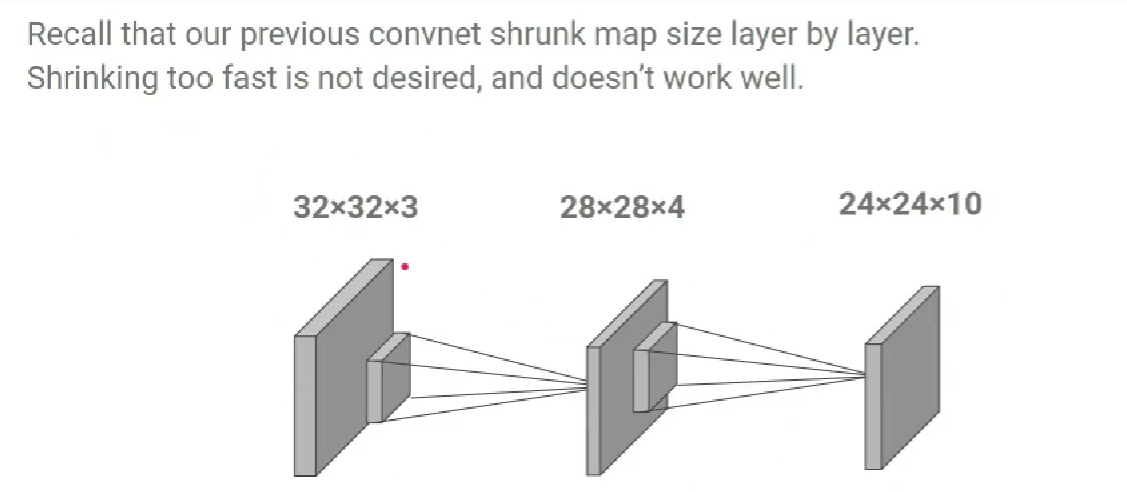 Recall that our previous convnet shrunk map size layer by layer.
Shrinking too fast is not desired, and doesn't work well.
32×32×3
28×28×4
24×24×10